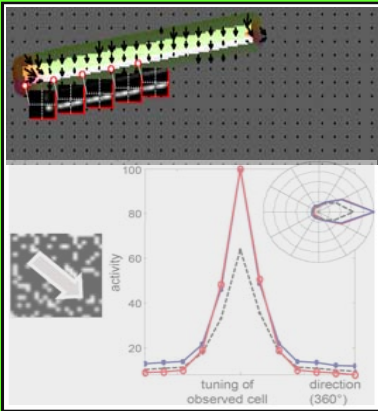 100
80
activity
60
40
20
tuning of observed cell
direction (360°)